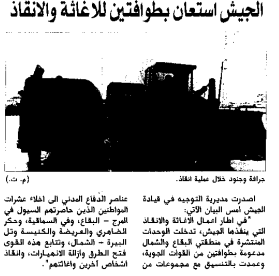 الجيش استعان بطوافتين للاغاثة والانقاذ
جرافة وجنود خلال عملية انقاذ.
(م. ت.)
اصدرت مديرية التوجيه في قيادة
الجيش امس البيان الآتي:
"في اطار اعمال الاغاثة والانقاذ
التي ينفذها الجيش، تدخلت الوحدات
المنتشرة في منطقتي البقاع والشمال
مدعومة بطوافتين من القوات الجوية،
وعمدت بالتنسيق مع مجموعات من
عناصر الدفاع المدني الى اخلاء عشرات
المواطنين الذين حاصرتهم السيول في
المرج - البقاع، وفي السماقية، وحكر
الضاهري والعريضة والكنيسة وتل
البيرة - الشمال، وتتابع هذه القوى
فتح الطرق وازالة الانهيارات، وانقاذ
اشخاص آخرين واغاثتهم".